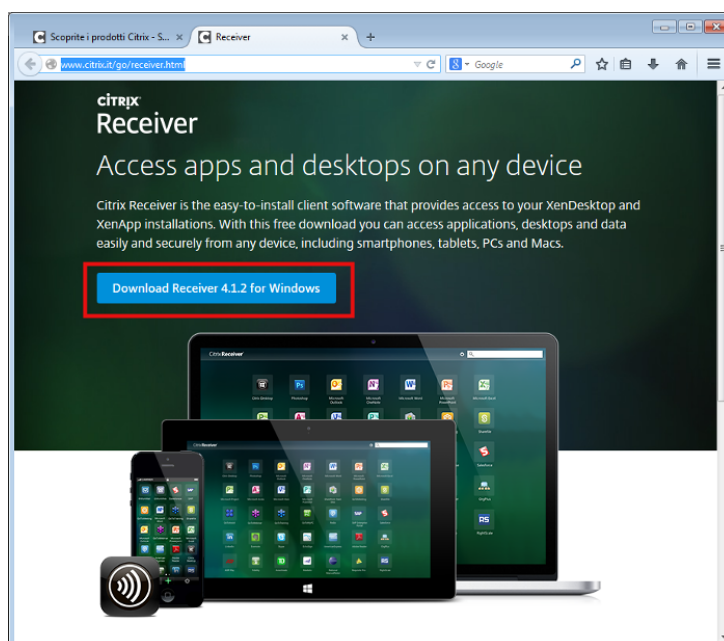 Scoprite i prodotti Citrix - S...
Receiver
www.citrix.it/go/receiver.html
Google
CİTRIX
Receiver
Access apps and desktops on any device
Citrix Receiver is the easy-to-install client software that provides access to your XenDesktop and
XenApp installations. With this free download you can access applications, desktops and data
easily and securely from any device, including smartphones, tablets, PCs and Macs.
Download Receiver 4.1.2 for Windows
Citrix Receiver